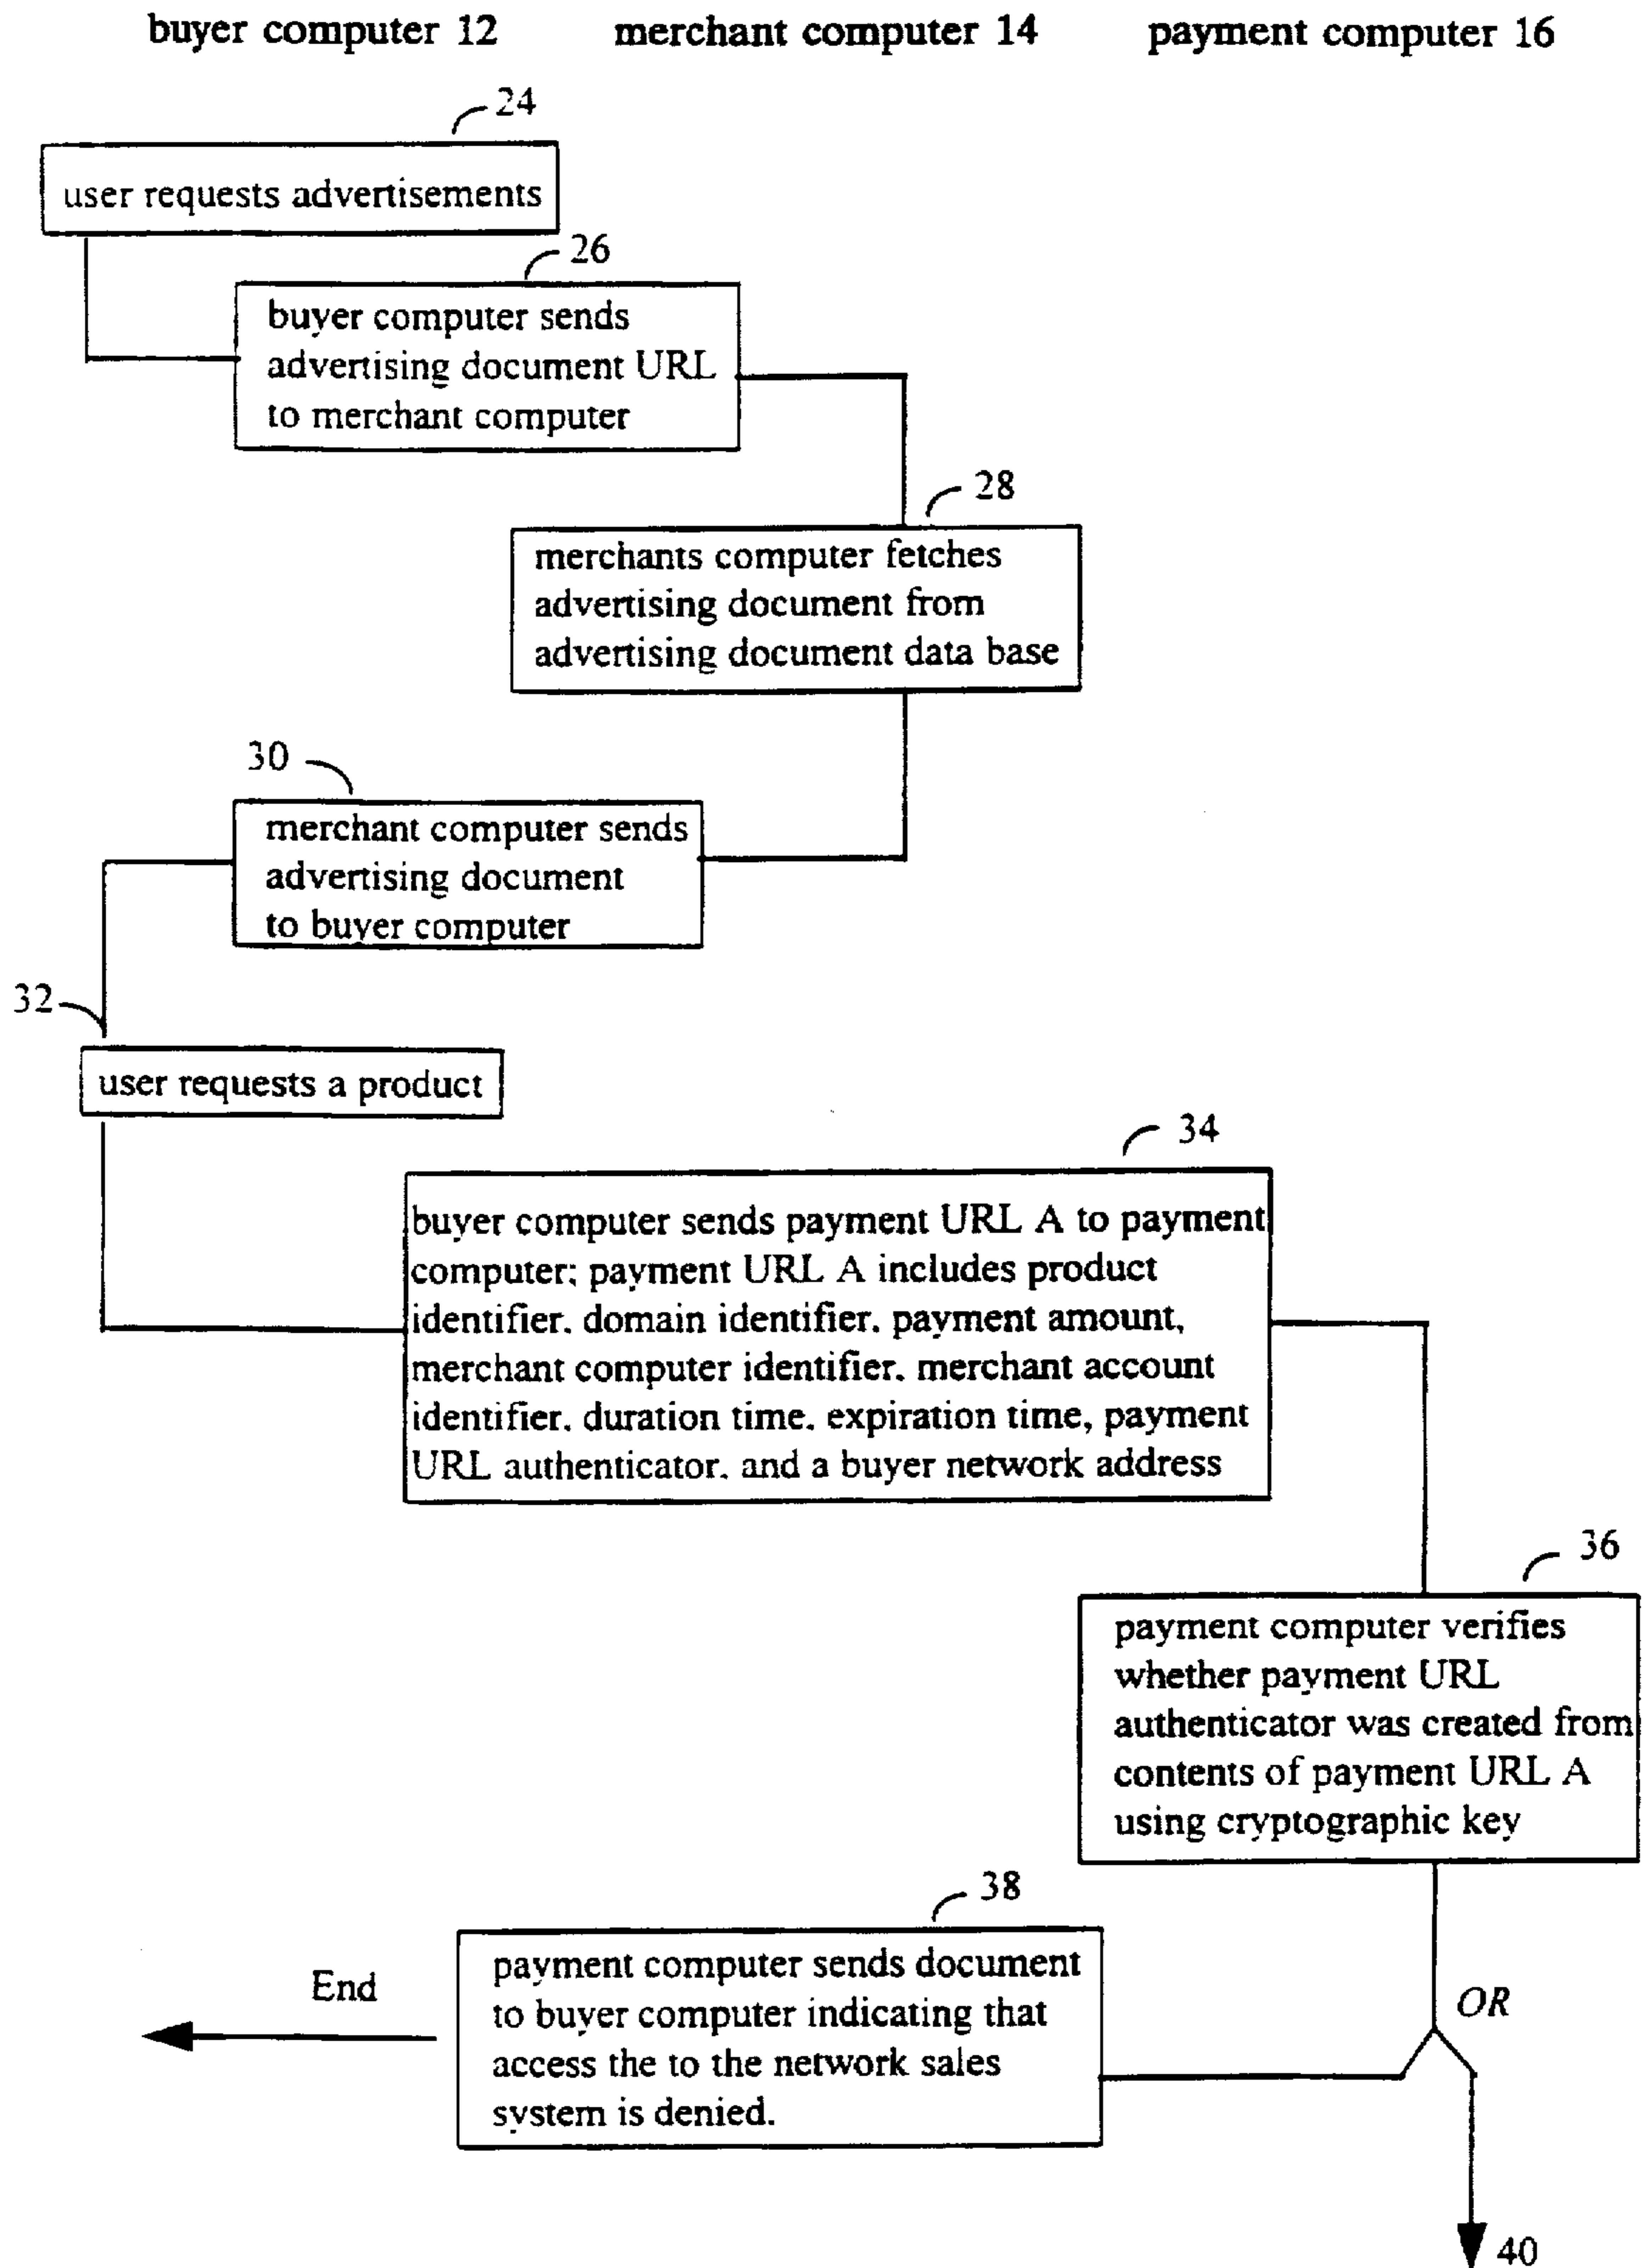 buyer computer 12 merchant computer 14 payment computer 16
24
user requests advertisements
26
buyer computer sends
advertising document URL
to merchant computer
28
merchants computer fetches
advertising document from
advertising document data base
30
merchant computer sends
advertising document
to buyer computer
32
user requests a product
34
buyer computer sends payment URL A to payment
computer; payment URL A includes product
identifier, domain identifier, payment amount,
merchant computer identifier, merchant account
identifier, duration time, expiration time, payment
URL authenticator, and a buyer network address
36
payment computer verifies
whether payment URL
authenticator was created from
contents of payment URL A
using cryptographic key
38
payment computer sends document
to buyer computer indicating that
access the to the network sales
system is denied.
End
OR
40